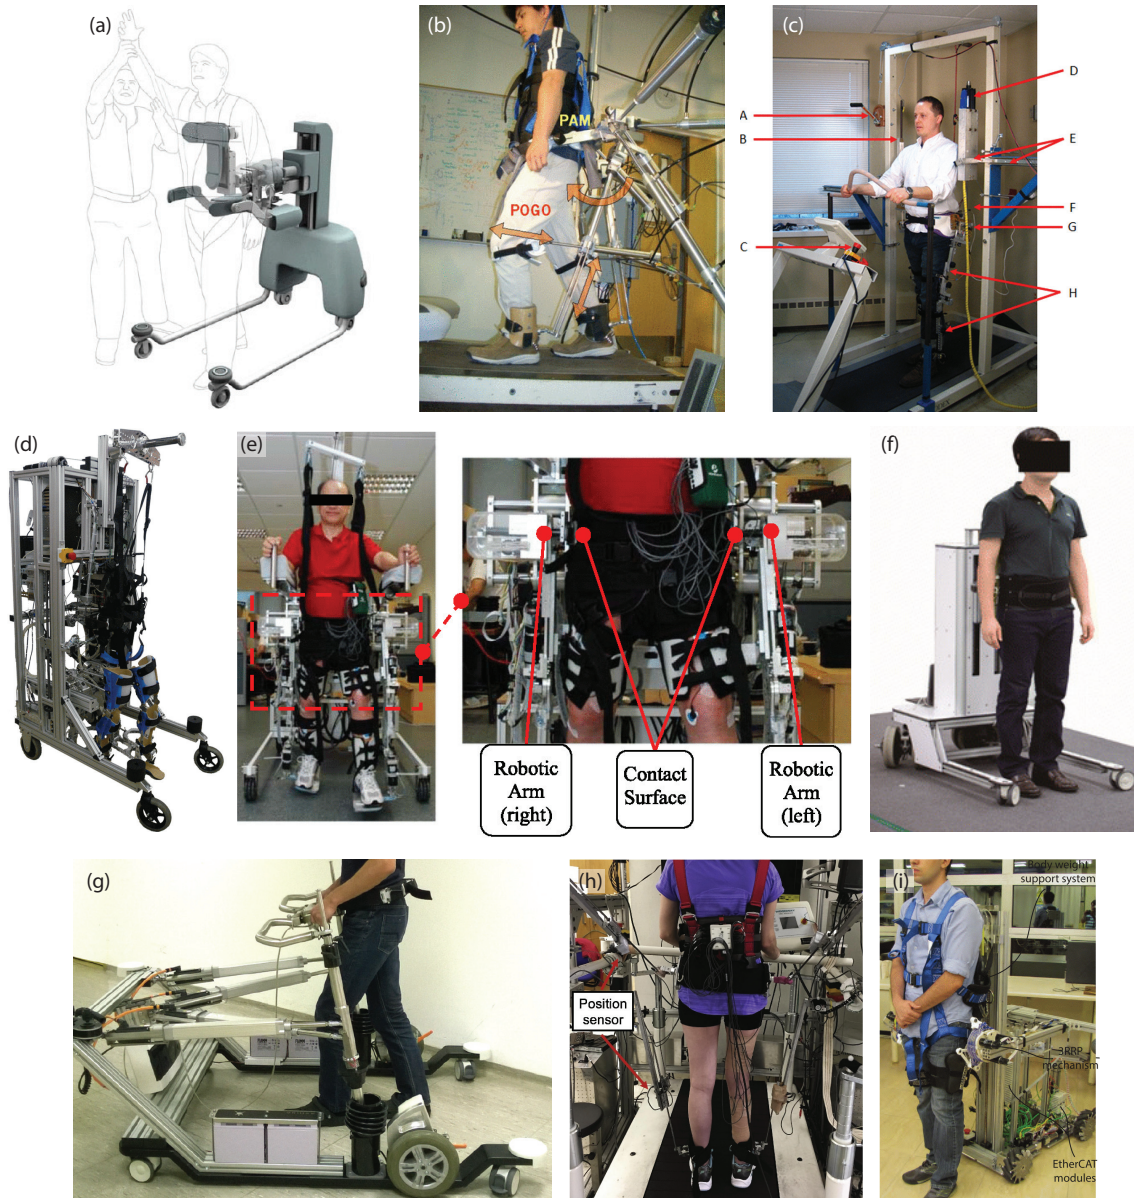 (a)
(b)
PAM
POGO
(c)
A
B
C
D
E
F
G
H
(d)
(e)
Robotic
Arm
(right)
Contact
Surface
Robotic
Arm
(left)
(f)
(g)
(h)
Position
sensor
(i)
Body weight
support system
3RRP
mechanism
EtherCAT
modules